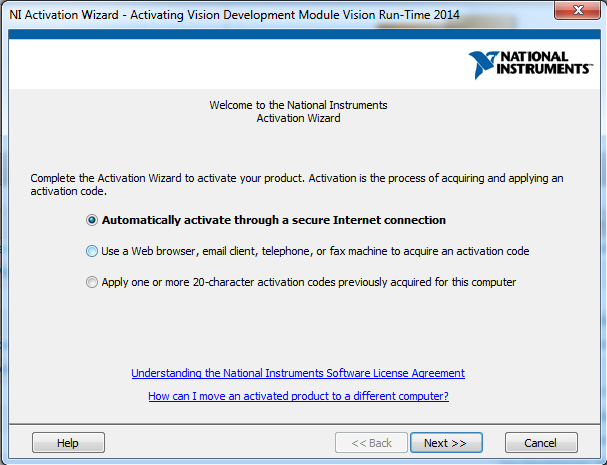 NI Activation Wizard - Activating Vision Development Module Vision Run-Time 2014
NATIONAL
INSTRUMENTS™
Welcome to the National Instruments
Activation Wizard
Complete the Activation Wizard to activate your product. Activation is the process of acquiring and applying an
activation code.
Automatically activate through a secure Internet connection
Use a Web browser, email client, telephone, or fax machine to acquire an activation code
Apply one or more 20-character activation codes previously acquired for this computer
Understanding the National Instruments Software License Agreement
How can I move an activated product to a different computer?
Help
<< Back
Next >>
Cancel